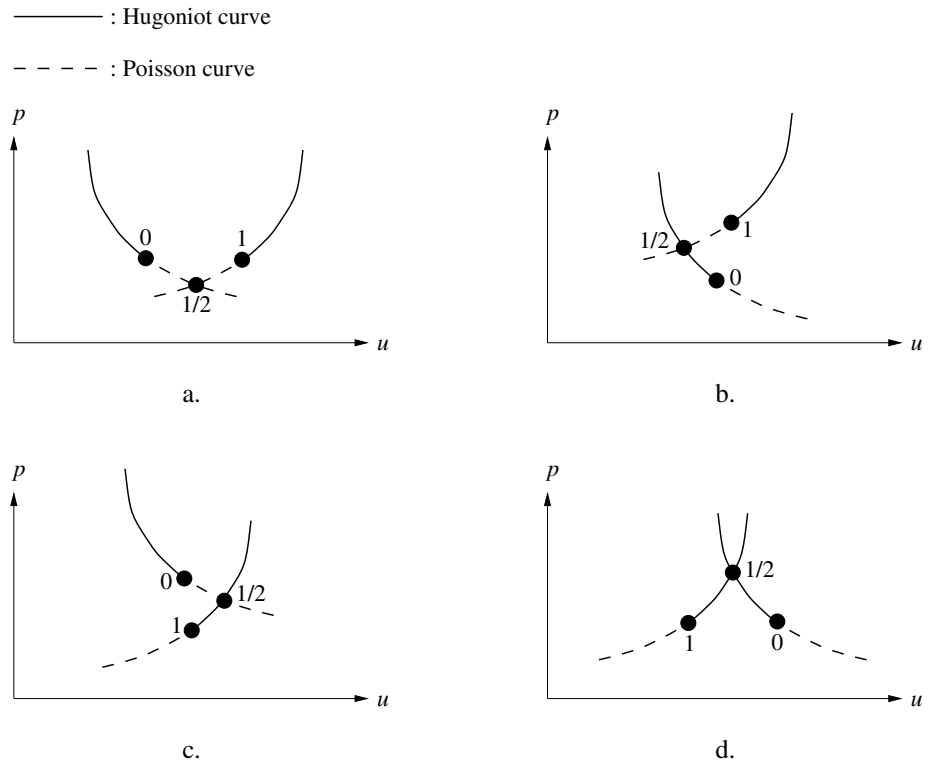 : Hugoniot curve
: Poisson curve
p
p
0
1
1/2
u
1/2
1
0
u
a.
b.
p
p
0
1/2
1
u
1/2
1
0
u
c.
d.